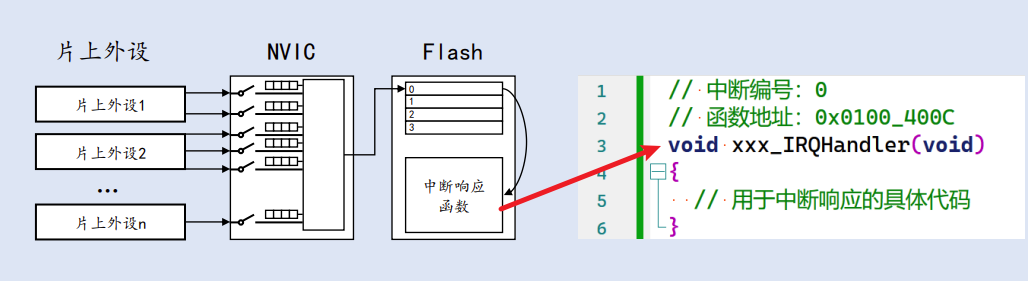 片上外设
NVIC
Flash
片上外设1
片上外设2
...
片上外设n
0
1
2
3
中断响应
函数
1 // 中断编号：0
2 // 函数地址：0x0100_400C
3 void xxx_IRQHandler(void)
4 {
5 // 用于中断响应的具体代码
6 }